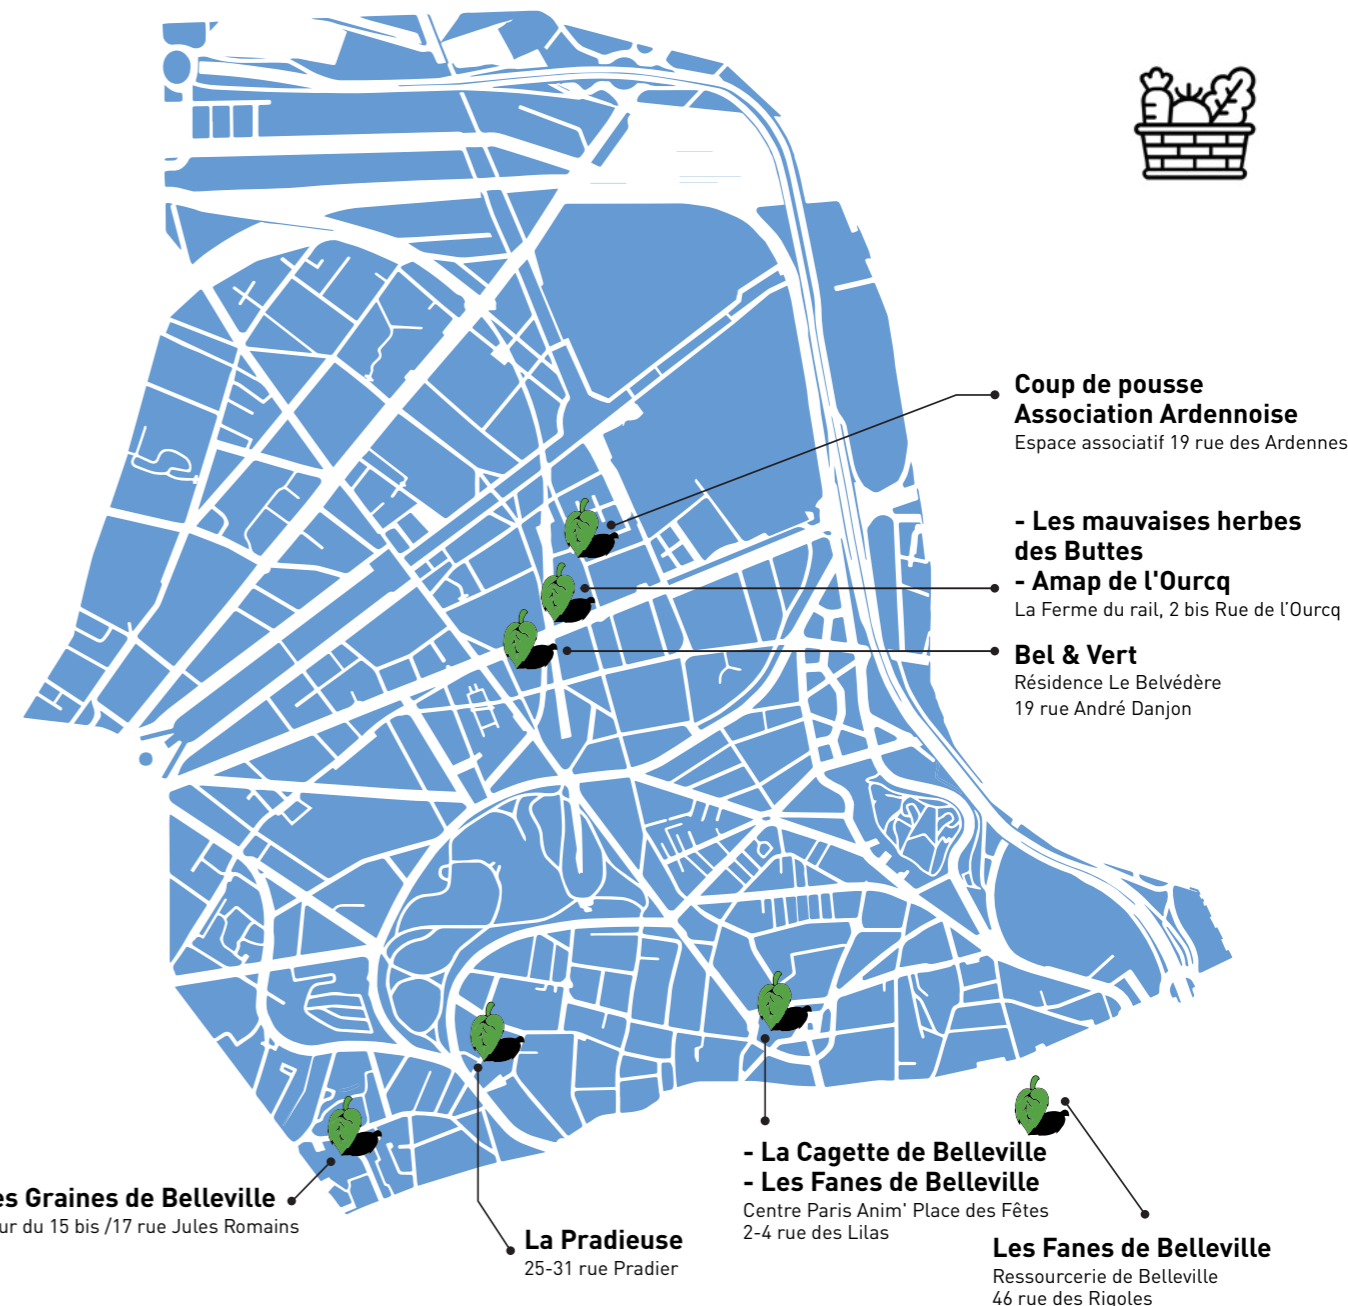 Coup de pousse
Association Ardennoise
Espace associatif 19 rue des Ardennes
- Les mauvaises herbes
des Buttes
- Amap de l'Ourcq
La Ferme du rail, 2 bis Rue de l'Ourcq
Bel & Vert
Résidence Le Belvédère
19 rue André Danjon
- La Cagette de Belleville
- Les Fanes de Belleville
Centre Paris Anim' Place des Fêtes
2-4 rue des Lilas
es Graines de Belleville
ur du 15 bis /17 rue Jules Romains
La Pradieuse
25-31 rue Pradier
Les Fanes de Belleville
Ressourcerie de Belleville
46 rue des Rigoles